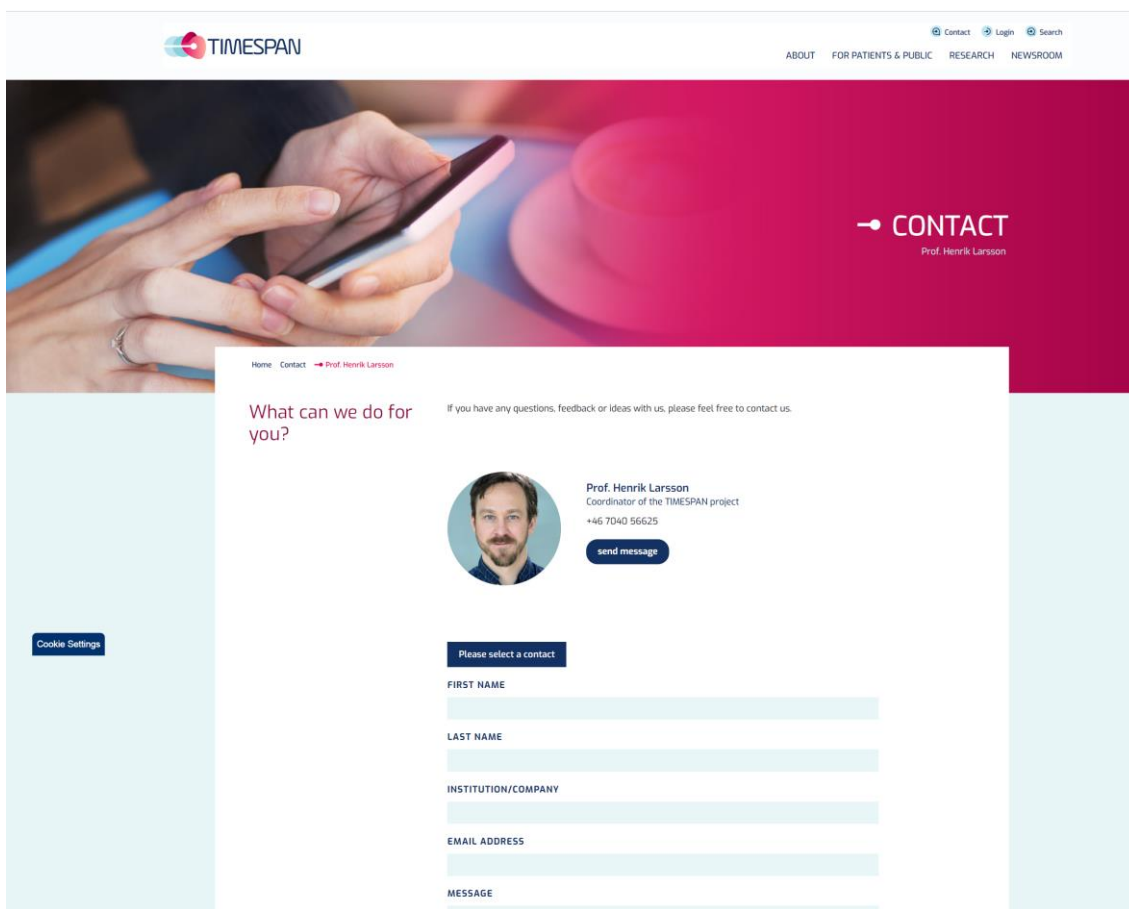 TIMESPAN
Contact Login Search
ABOUT FOR PATIENTS & PUBLIC RESEARCH NEWSROOM
CONTACT
Prof. Henrik Larsson
Home Contact Prof. Henrik Larsson
What can we do for
you?
If you have any questions, feedback or ideas with us, please feel free to contact us.
Prof. Henrik Larsson
Coordinator of the TIMESPAN project
+46 7040 56625
send message
Cookie Settings
Please select a contact
FIRST NAME
LAST NAME
INSTITUTION/COMPANY
EMAIL ADDRESS
MESSAGE